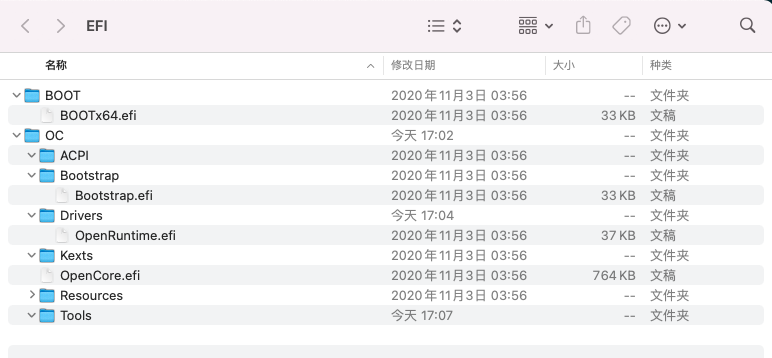 EFI
名称 修改日期 大小 种类
BOOT 2020年11月3日 03:56 -- 文件夹
BOOTx64.efi 2020年11月3日 03:56 33 KB 文稿
OC 今天 17:02 -- 文件夹
ACPI 2020年11月3日 03:56 -- 文件夹
Bootstrap 2020年11月3日 03:56 -- 文件夹
Bootstrap.efi 2020年11月3日 03:56 33 KB 文稿
Drivers 今天 17:04 -- 文件夹
OpenRuntime.efi 2020年11月3日 03:56 37 KB 文稿
Kexts 2020年11月3日 03:56 -- 文件夹
OpenCore.efi 2020年11月3日 03:56 764 KB 文稿
Resources 2020年11月3日 03:56 -- 文件夹
Tools 今天 17:07 -- 文件夹